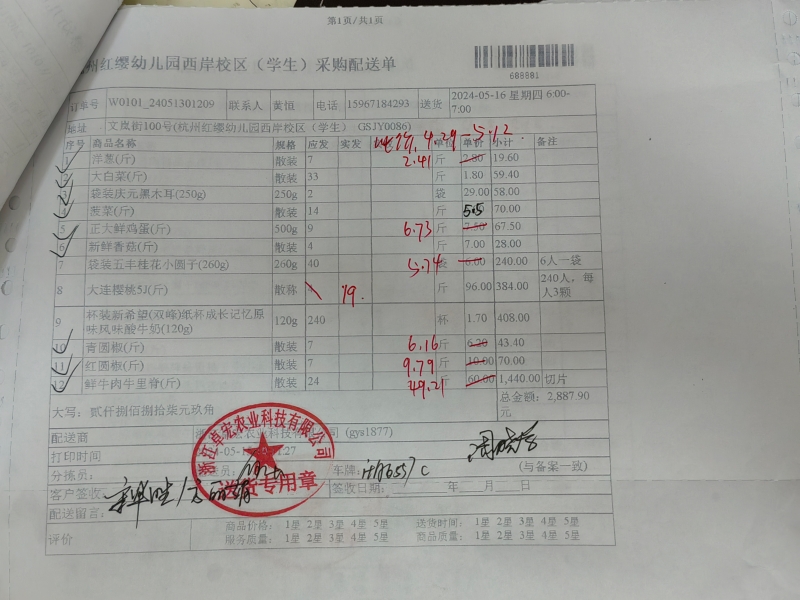 第1页/共1页
州红缨幼儿园西岸校区（学生）采购配送单
688881
订单号 W0101_24051301209 联系人 黄恒 电话 15967184293 送货 2024-05-16 星期四 6:00-7:00
地址 文岚街100号(杭州红缨幼儿园西岸校区（学生） GSJY0086)
4.29-5.12
序号 商品名称 规格 应发 实发 单位 单价 小计 备注
1 洋葱(斤) 散装 7 2.41 斤 2.80 19.60
2 大白菜(斤) 散装 33 斤 1.80 59.40
3 袋装庆元黑木耳(250g) 250g 2 袋 29.00 58.00
4 菠菜(斤) 散装 14 斤 5.5 70.00
5 正大鲜鸡蛋(斤) 500g 9 6.73 斤 7.50 67.50
6 新鲜香菇(斤) 散装 4 斤 7.00 28.00
7 袋装五丰桂花小圆子(260g) 260g 40 5.74 袋 6.00 240.00 6人一袋
8 大连樱桃5J(斤) 散称 19. 斤 96.00 384.00 240人，每人3颗
9 杯装新希望(双峰)纸杯成长记忆原味风味酸牛奶(120g) 120g 240 杯 1.70 408.00
10 青圆椒(斤) 散装 7 6.16 斤 6.20 43.40
11 红圆椒(斤) 散装 7 9.79 斤 10.00 70.00
12 鲜牛肉牛里脊(斤) 散装 24 49.21 斤 60.00 1,440.00 切片
大写：贰仟捌佰捌拾柒元玖角 总金额：2,887.90元
配送商 (gys1877)
浙江卓宏农业科技有限公司
送货专用章
打印时间
分拣员： 车牌： (与备案一致)
客户签收 签收日期： 年 月 日
配送留言：
评价 商品价格： 1星 2星 3星 4星 5星 送货时间： 1星 2星 3星 4星 5星
服务质量： 1星 2星 3星 4星 5星 商品质量： 1星 2星 3星 4星 5星